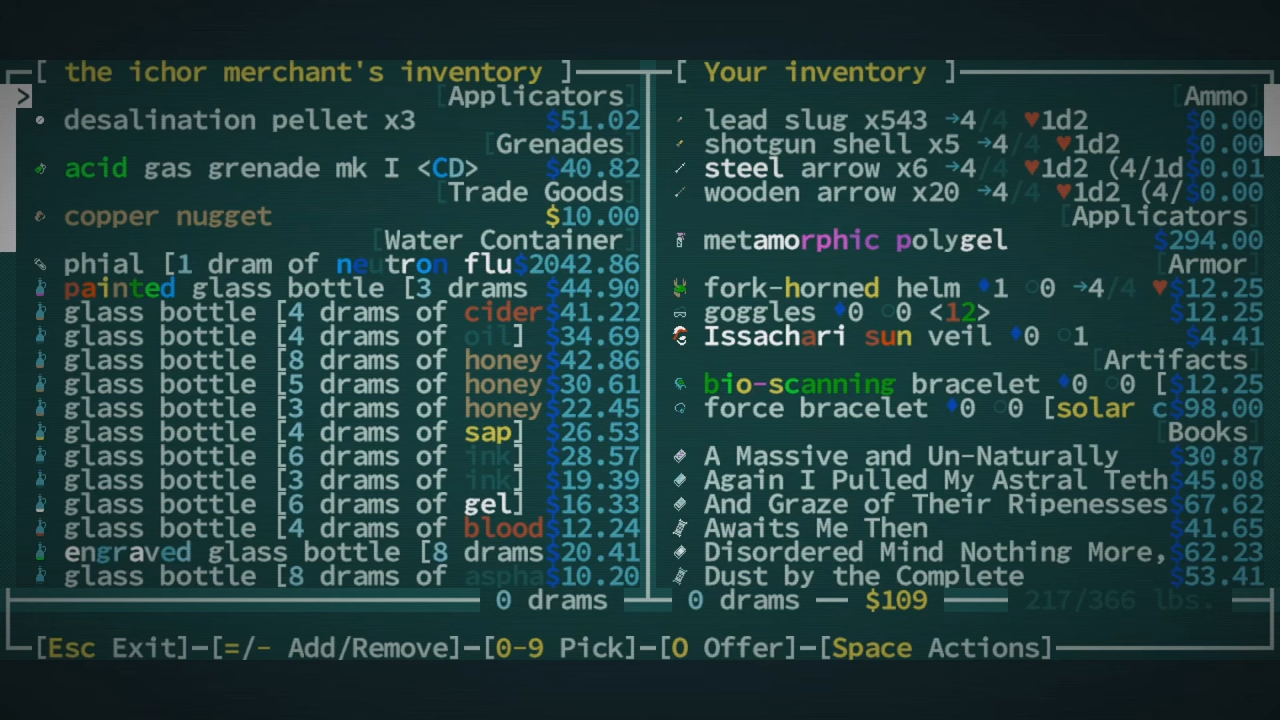 [ the ichor merchant's inventory ]
>
[Applicators]
desalination pellet x3 $51.02
[Grenades]
acid gas grenade mk I <CD> $40.82
[Trade Goods]
copper nugget $10.00
[Water Container]
phial [1 dram of neutron flu$2042.86
painted glass bottle [3 drams $44.90
glass bottle [4 drams of cider$41.22
glass bottle [4 drams of oil] $34.69
glass bottle [8 drams of honey$42.86
glass bottle [5 drams of honey$30.61
glass bottle [3 drams of honey$22.45
glass bottle [4 drams of sap] $26.53
glass bottle [6 drams of ink] $28.57
glass bottle [3 drams of ink] $19.39
glass bottle [6 drams of gel] $16.33
glass bottle [4 drams of blood$12.24
engraved glass bottle [8 drams$20.41
glass bottle [8 drams of aspha$10.20
0 drams
[ Your inventory ]
[Ammo]
lead slug x543 →4/4 ♥1d2 $0.00
shotgun shell x5 →4/4 ♥1d2 $0.00
steel arrow x6 →4/4 ♥1d2 (4/1d$0.01
wooden arrow x20 →4/4 ♥1d2 (4/$0.00
[Applicators]
metamorphic polygel $294.00
[Armor]
fork-horned helm ♦1 ○0 →4/4 ♥$12.25
goggles ♦0 ○0 <12> $12.25
Issachari sun veil ♦0 ○1 $4.41
[Artifacts]
bio-scanning bracelet ♦0 ○0 [$12.25
force bracelet ♦0 ○0 [solar c$98.00
[Books]
A Massive and Un-Naturally $30.87
Again I Pulled My Astral Teth$45.08
And Graze of Their Ripenesses$67.62
Awaits Me Then $41.65
Disordered Mind Nothing More,$62.23
Dust by the Complete $53.41
0 drams — $109 217/366 lbs.
[Esc Exit]—[=/- Add/Remove]—[0-9 Pick]—[O Offer]—[Space Actions]